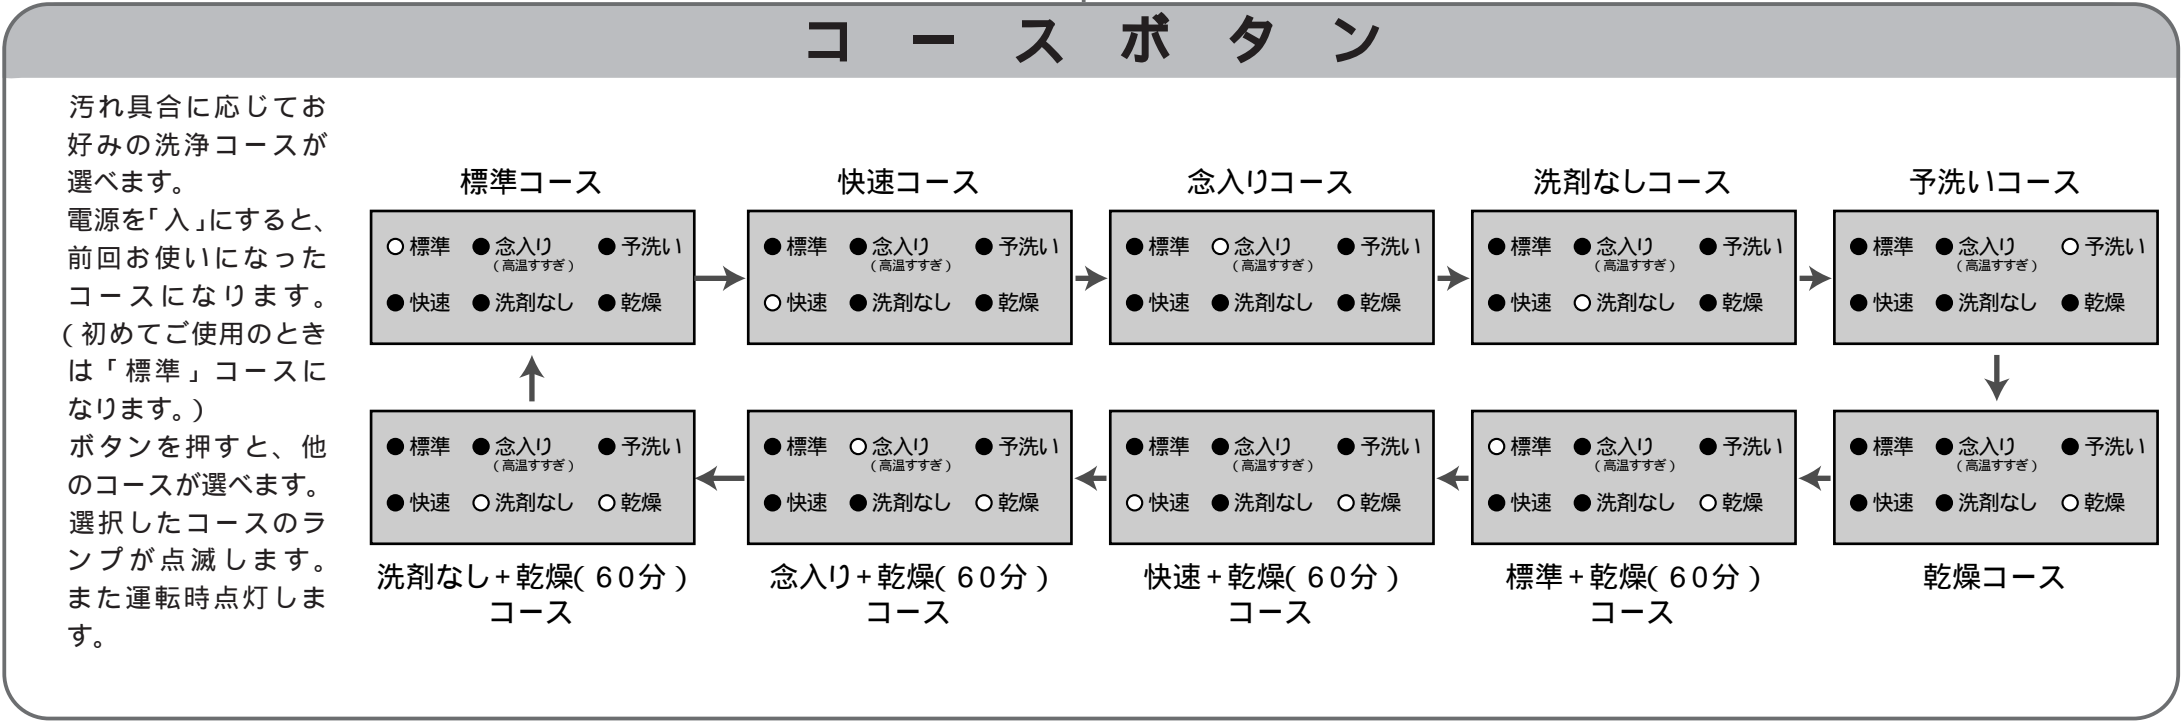 コースボタン
汚れ具合に応じてお
好みの洗浄コースが
選べます。
電源を「入」にすると、
前回お使いになった
コースになります。
(初めてご使用のとき
は「標準」コースに
なります。)
ボタンを押すと、他
のコースが選べます。
選択したコースのラ
ンプが点滅します。
また運転時点灯しま
す。
標準コース
標準 念入り 予洗い
(高温すすぎ)
快速 洗剤なし 乾燥
快速コース
標準 念入り 予洗い
(高温すすぎ)
快速 洗剤なし 乾燥
念入りコース
標準 念入り 予洗い
(高温すすぎ)
快速 洗剤なし 乾燥
洗剤なしコース
標準 念入り 予洗い
(高温すすぎ)
快速 洗剤なし 乾燥
予洗いコース
標準 念入り 予洗い
(高温すすぎ)
快速 洗剤なし 乾燥
標準 念入り 予洗い
(高温すすぎ)
快速 洗剤なし 乾燥
乾燥コース
標準 念入り 予洗い
(高温すすぎ)
快速 洗剤なし 乾燥
標準+乾燥(60分)
コース
標準 念入り 予洗い
(高温すすぎ)
快速 洗剤なし 乾燥
快速+乾燥(60分)
コース
標準 念入り 予洗い
(高温すすぎ)
快速 洗剤なし 乾燥
念入り+乾燥(60分)
コース
標準 念入り 予洗い
(高温すすぎ)
快速 洗剤なし 乾燥
洗剤なし+乾燥(60分)
コース